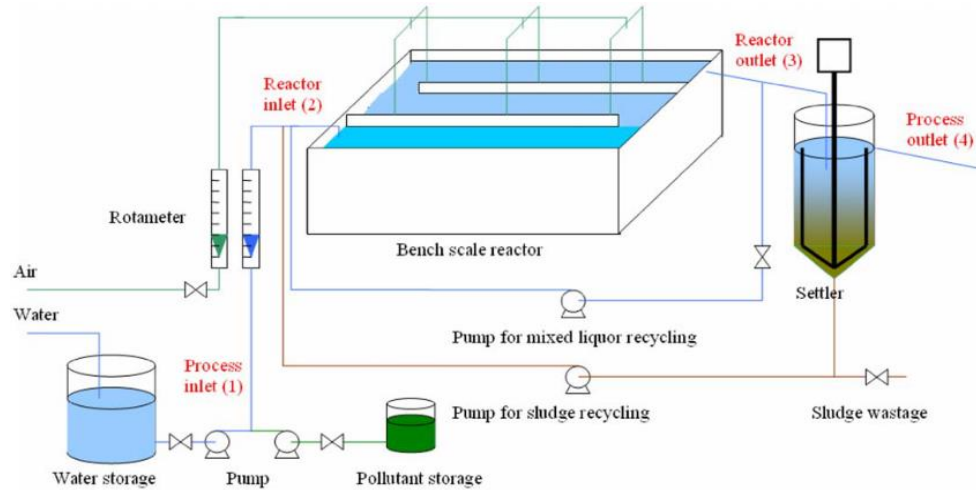 Reactor
outlet (3)
Reactor
inlet (2)
Process
outlet (4)
Rotameter
Bench scale reactor
Air
Settler
Water
Pump for mixed liquor recycling
Process
inlet (1)
Pump for sludge recycling
Sludge wastage
Water storage
Pump
Pollutant storage